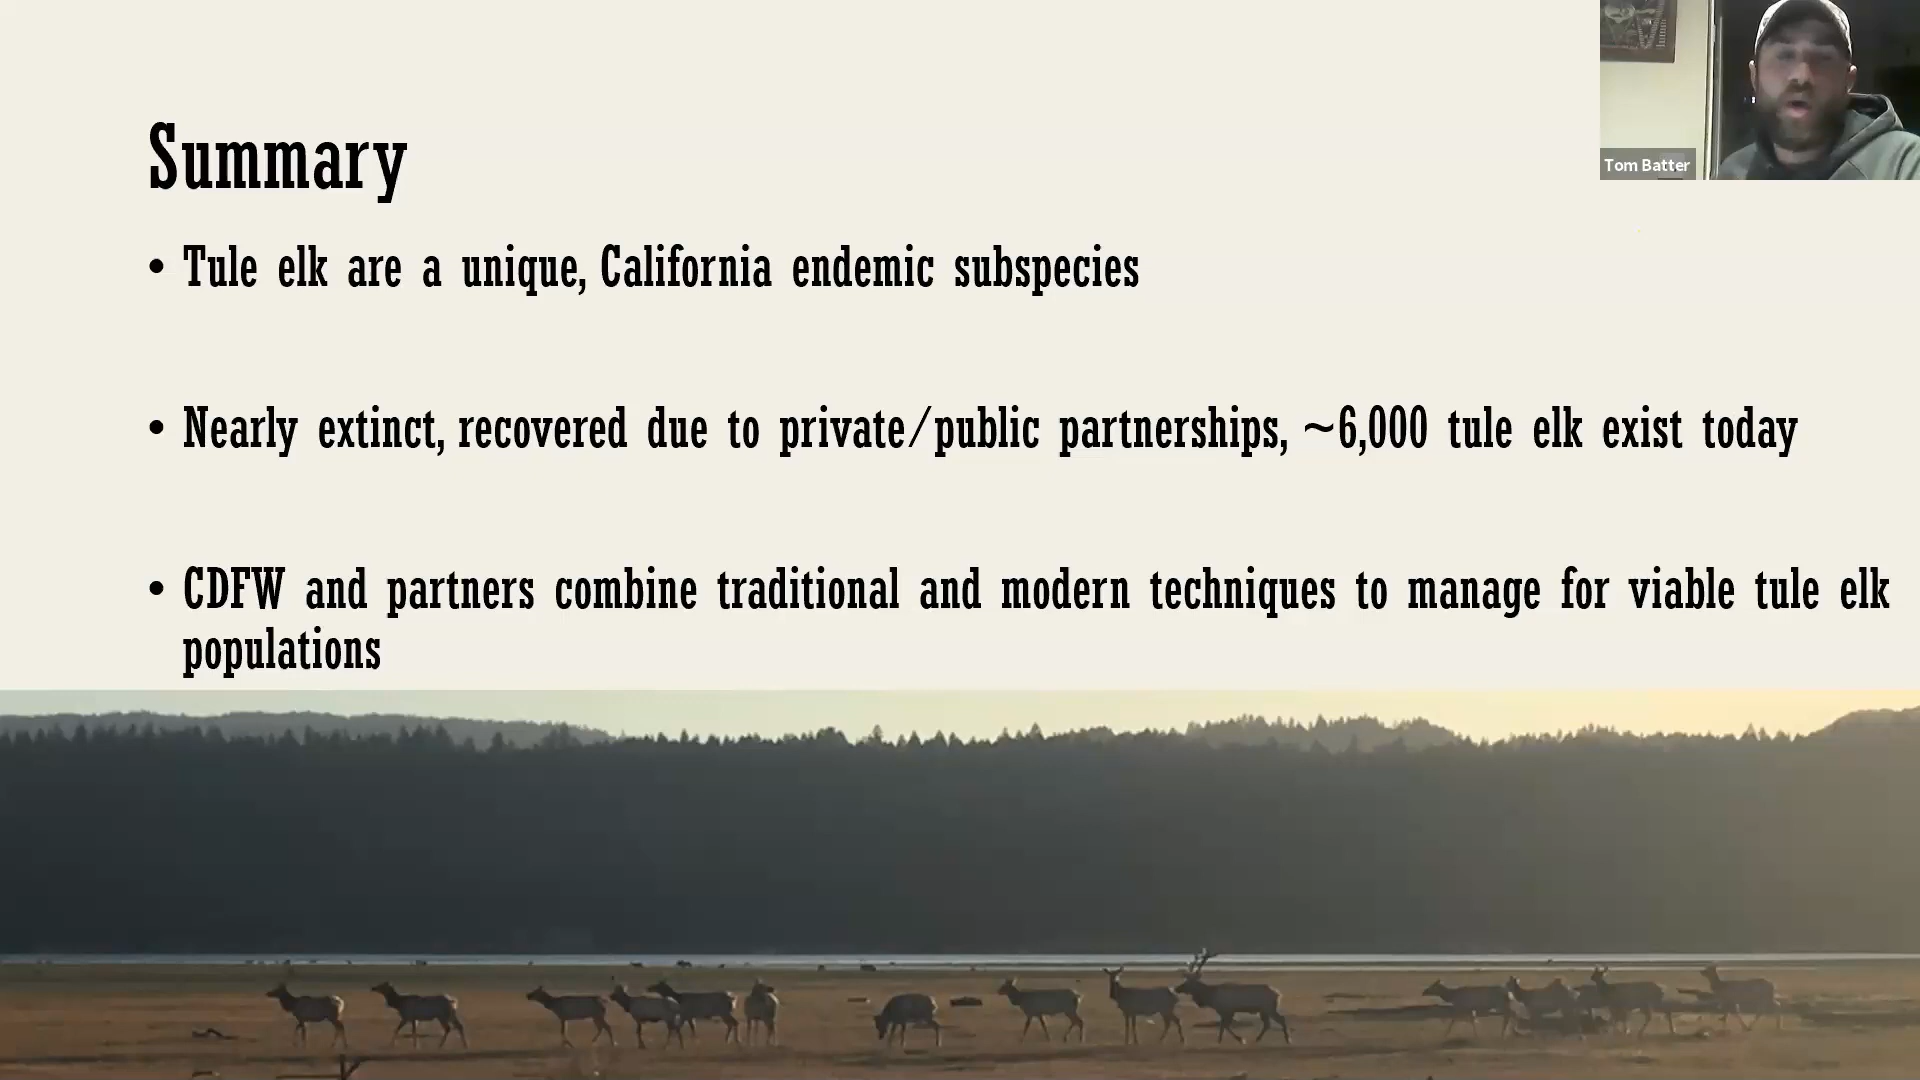 Summary
• Tule elk are a unique, California endemic subspecies
• Nearly extinct, recovered due to private/public partnerships, ~6,000 tule elk exist today
• CDFW and partners combine traditional and modern techniques to manage for viable tule elk
populations
Tom Batter